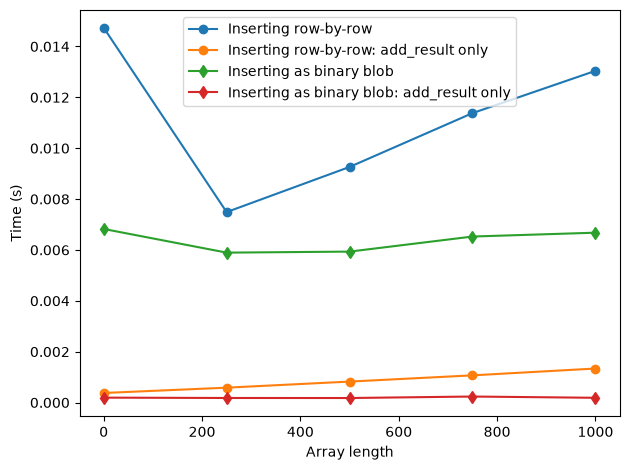 Inserting row-by-row
Inserting row-by-row: add_result only
Inserting as binary blob
Inserting as binary blob: add_result only
0.014
0.012
0.010
0.008
0.006
0.004
0.002
0.000
Time (s)
0 200 400 600 800 1000
Array length